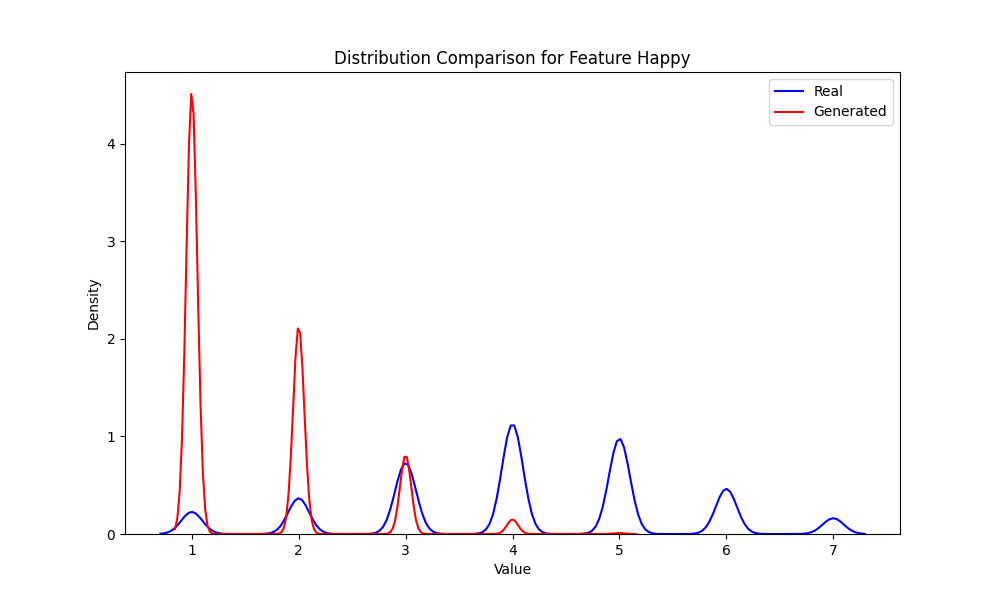 Distribution Comparison for Feature Happy
Real
Generated
4
3
2
1
0
Density
1 2 3 4 5 6 7
Value